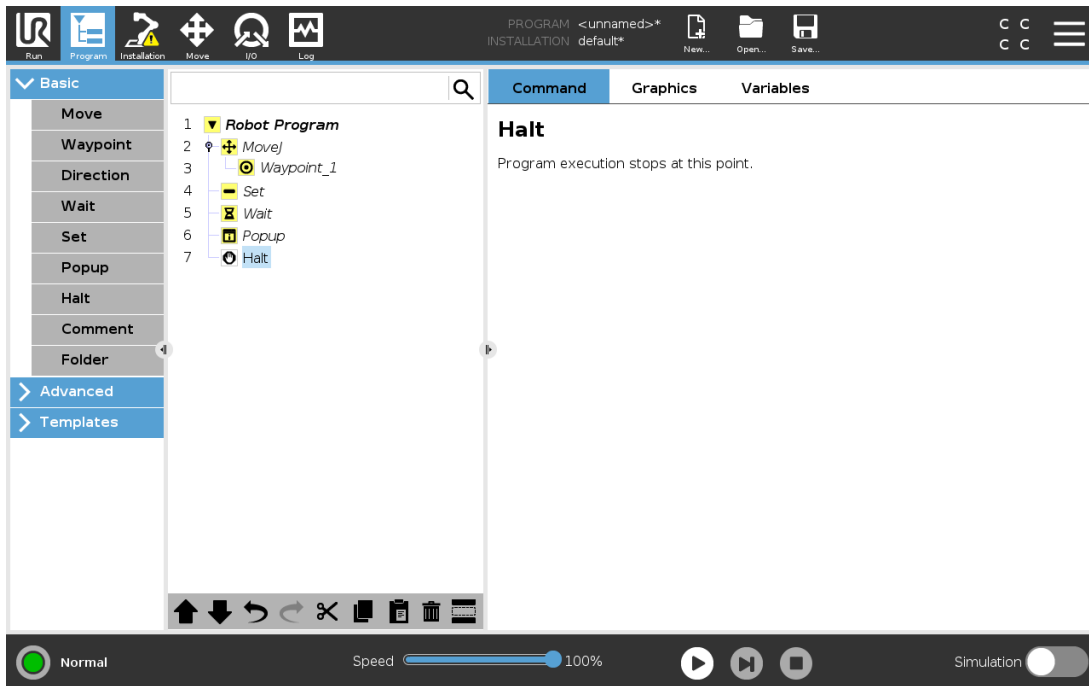 PROGRAM <unnamed>*
INSTALLATION default*
C C
C C
Run Program Installation Move I/O Log New... Open... Save...
Basic
Move
Waypoint
Direction
Wait
Set
Popup
Halt
Comment
Folder
Advanced
Templates
1 Robot Program
2 MoveJ
3 Waypoint_1
4 Set
5 Wait
6 Popup
7 Halt
Command Graphics Variables
Halt
Program execution stops at this point.
Normal Speed 100% Simulation